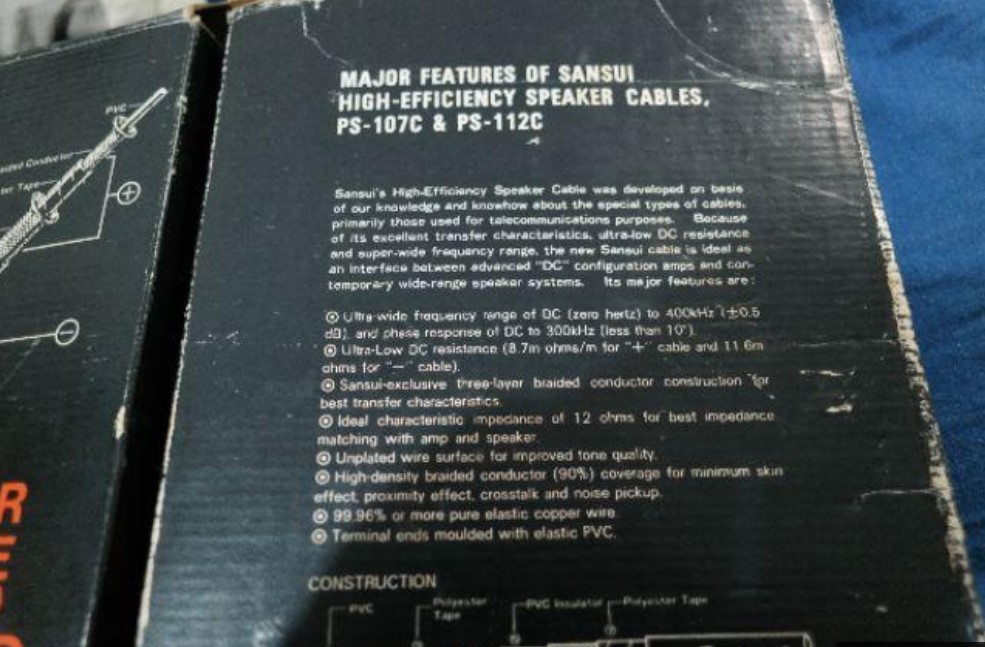 PVC
MAJOR FEATURES OF SANSUI
HIGH-EFFICIENCY SPEAKER CABLES,
PS-107C & PS-112C
Sansui's High-Efficiency Speaker Cable was developed on basis
of our knowledge and knowhow about the special types of cables,
primarily those used for telecommunications purposes. Because
of its excellent transfer characteristics, ultra-low DC resistance
and super-wide frequency range, the new Sansui cable is ideal as
an interface between advanced "DC" configuration amps and con-
temporary wide-range speaker systems. Its major features are:
◎ Ultra-wide frequency range of DC (zero hertz) to 400kHz (±0.5
dB), and phase response of DC to 300kHz (less than 10°).
◎ Ultra-Low DC resistance (8.7m ohms/m for "+" cable and 11.6m
ohms for "—" cable).
◎ Sansui-exclusive three-layer braided conductor construction for
best transfer characteristics.
◎ Ideal characteristic impedance of 12 ohms for best impedance
matching with amp and speaker.
◎ Unplated wire surface for improved tone quality.
◎ High-density braided conductor (90%) coverage for minimum skin
effect, proximity effect, crosstalk and noise pickup.
◎ 99.96% or more pure elastic copper wire.
◎ Terminal ends moulded with elastic PVC.
CONSTRUCTION
PVC Polyester Tape PVC Insulator Polyester Tape